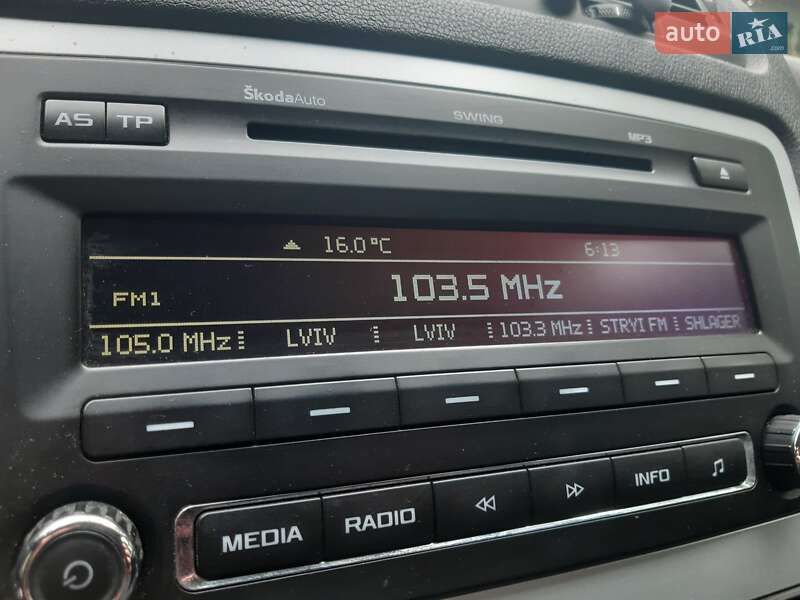 auto RIA .com
ŠkodaAuto
SWING
MP3
AS TP
16.0°C 6:13
FM1 103.5 MHz
105.0 MHz LVIV LVIV 103.3 MHz STRYI FM SHLAGER
MEDIA RADIO INFO